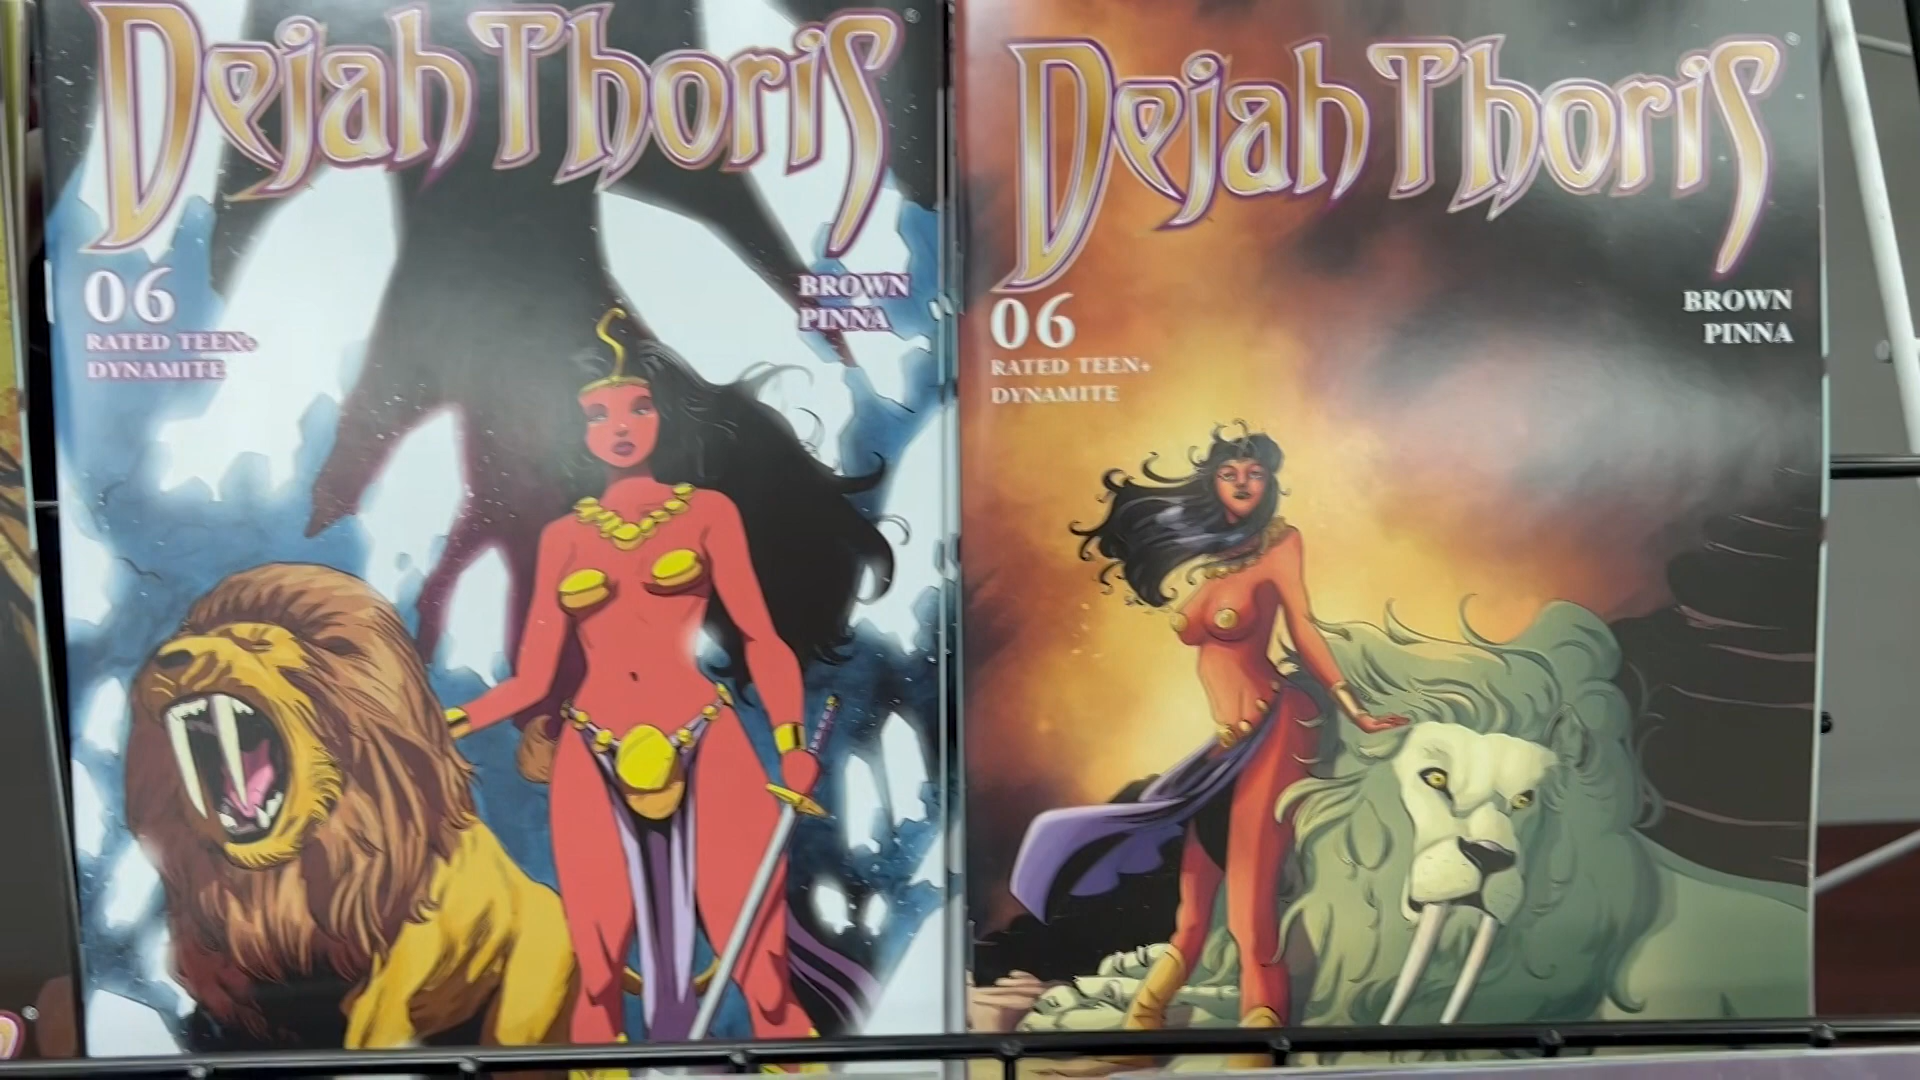 Dejah Thoris
06
RATED TEEN+
DYNAMITE
BROWN
PINNA
Dejah Thoris
06
RATED TEEN+
DYNAMITE
BROWN
PINNA